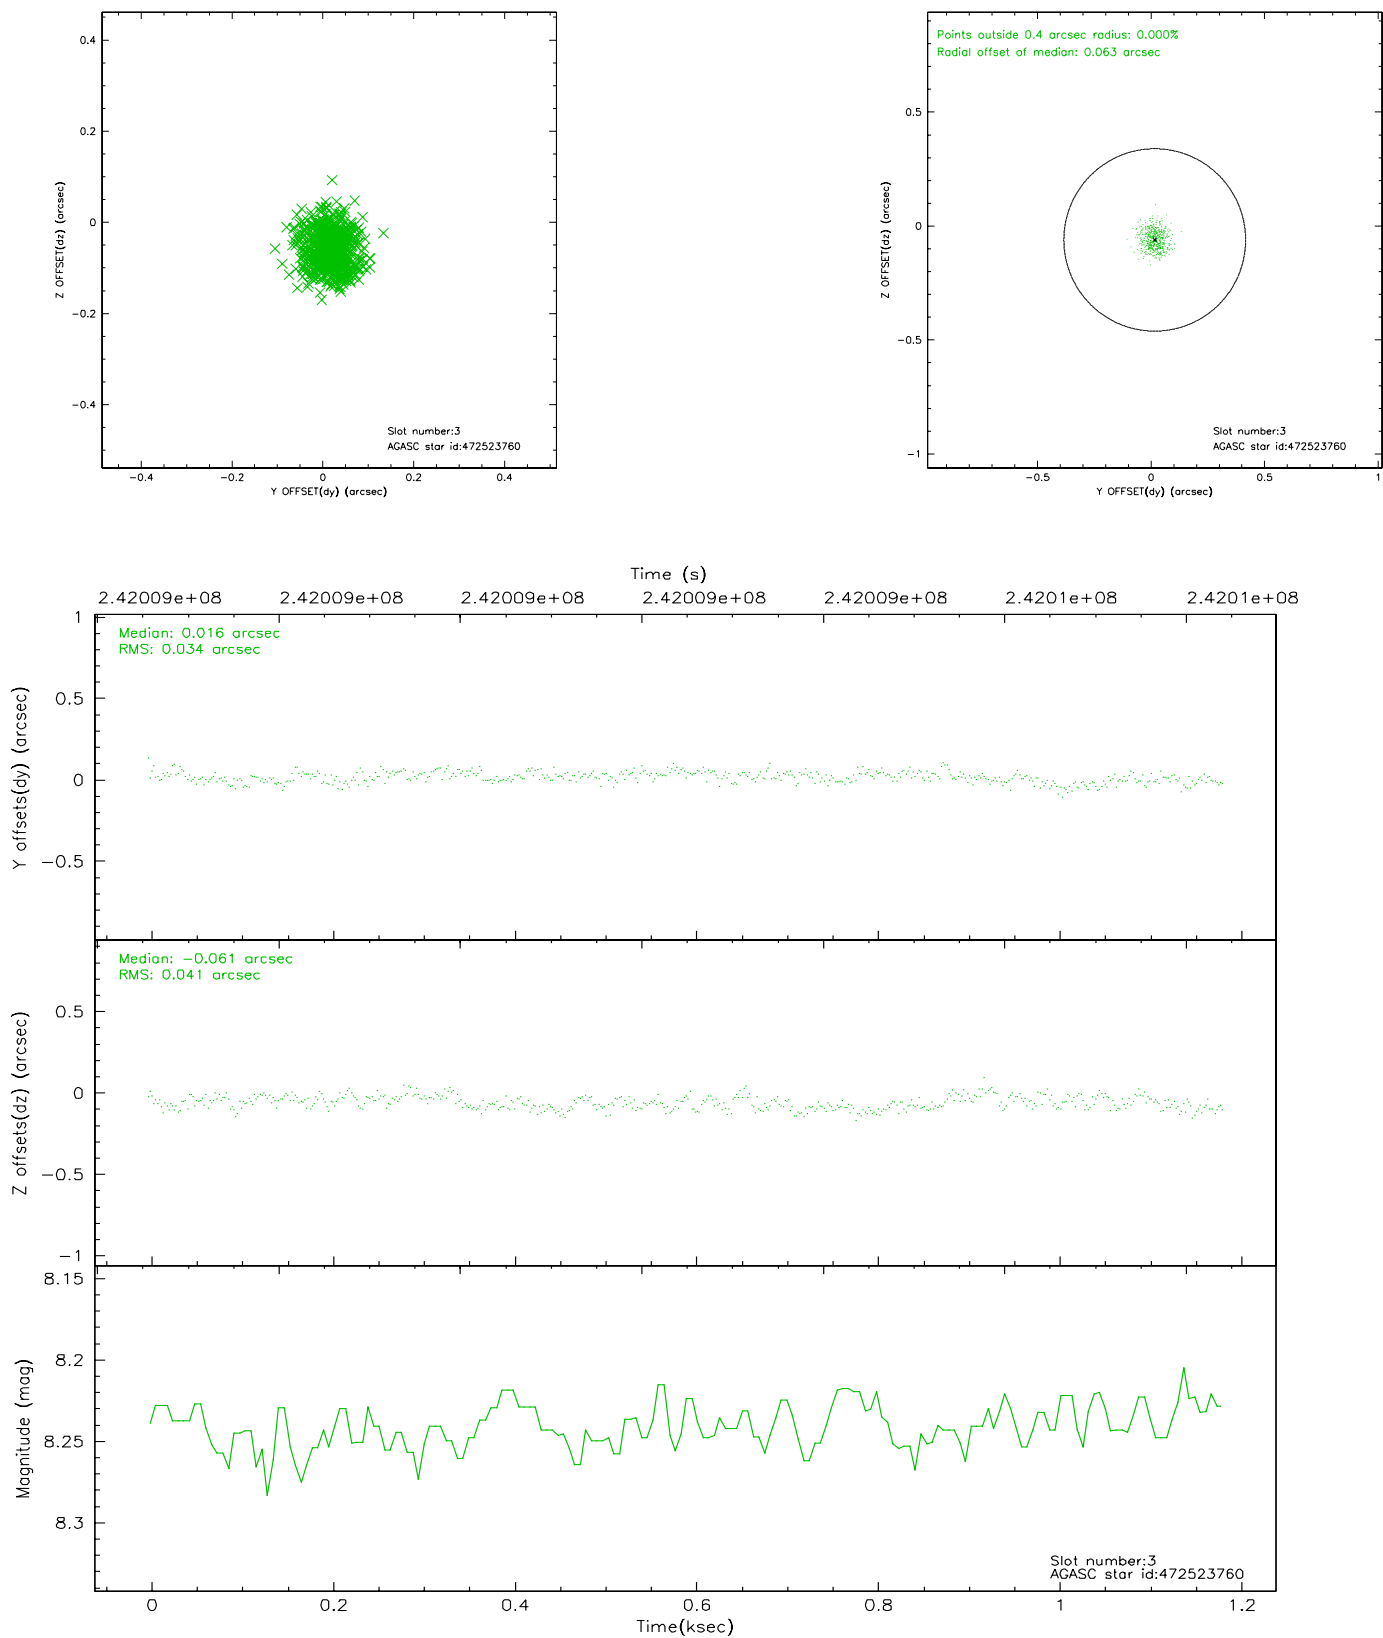 0.4
0.2
0
−0.2
−0.4
Z OFFSET(dz) (arcsec)
Slot number:3
AGASC star id:472523760
−0.4 −0.2 0 0.2 0.4
Y OFFSET(dy) (arcsec)
Points outside 0.4 arcsec radius: 0.000%
Radial offset of median: 0.063 arcsec
0.5
0
−0.5
−1
Z OFFSET(dz) (arcsec)
Slot number:3
AGASC star id:472523760
−0.5 0 0.5 1
Y OFFSET(dy) (arcsec)
Time (s)
2.42009e+08 2.42009e+08 2.42009e+08 2.42009e+08 2.42009e+08 2.4201e+08 2.4201e+08
Median: 0.016 arcsec
RMS: 0.034 arcsec
1
0.5
0
−0.5
Y offsets(dy) (arcsec)
Median: −0.061 arcsec
RMS: 0.041 arcsec
0.5
0
−0.5
−1
Z offsets(dz) (arcsec)
8.15
8.2
8.25
8.3
Magnitude (mag)
Slot number:3
AGASC star id:472523760
0 0.2 0.4 0.6 0.8 1 1.2
Time(ksec)